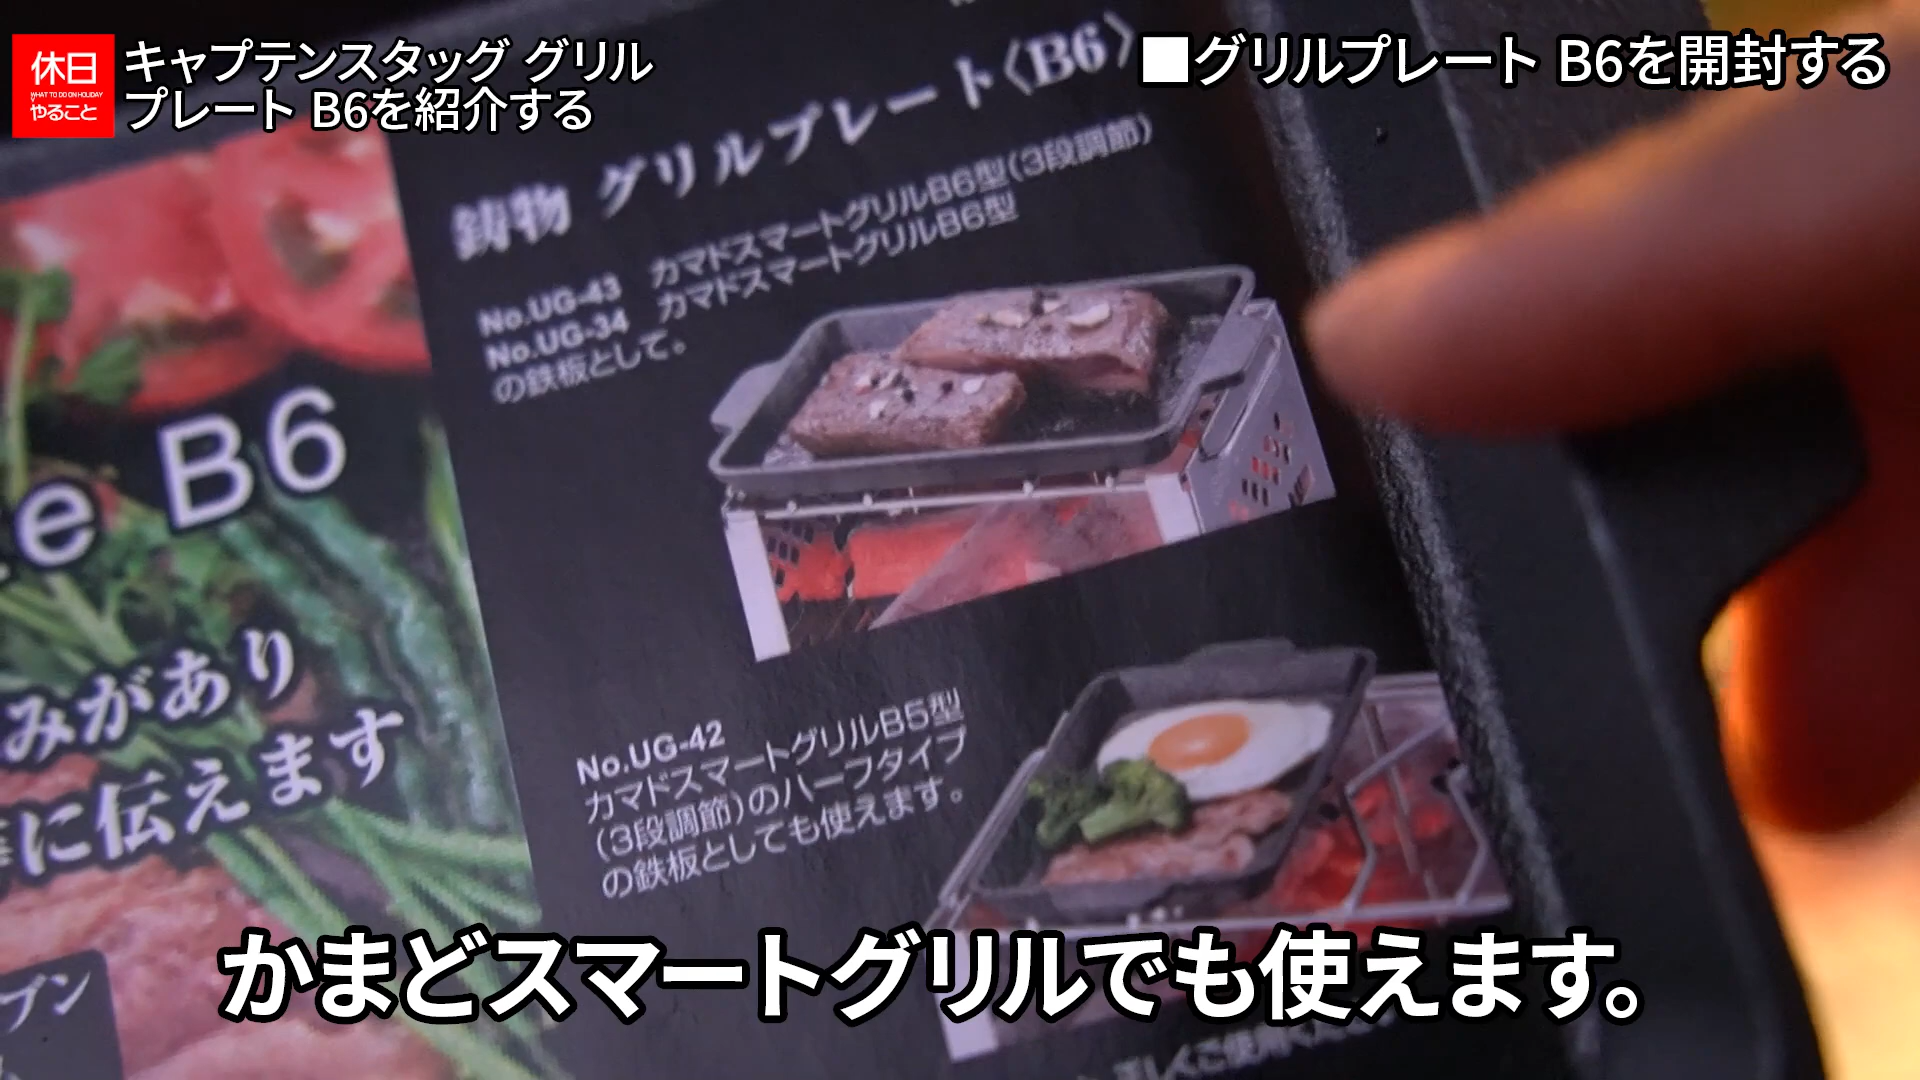 休日
WHAT TO DO ON HOLIDAY
やること
キャプテンスタッグ グリル
プレート B6を紹介する
■グリルプレート B6を開封する
鋳物 グリルプレート〈B6〉
No.UG-43 カマドスマートグリルB6型(3段調節)
No.UG-34 カマドスマートグリルB6型
の鉄板として。
e B6
みがあり
に伝えます
No.UG-42
カマドスマートグリルB5型
(3段調節)のハーフタイプ
の鉄板としても使えます。
ブン
かまどスマートグリルでも使えます。